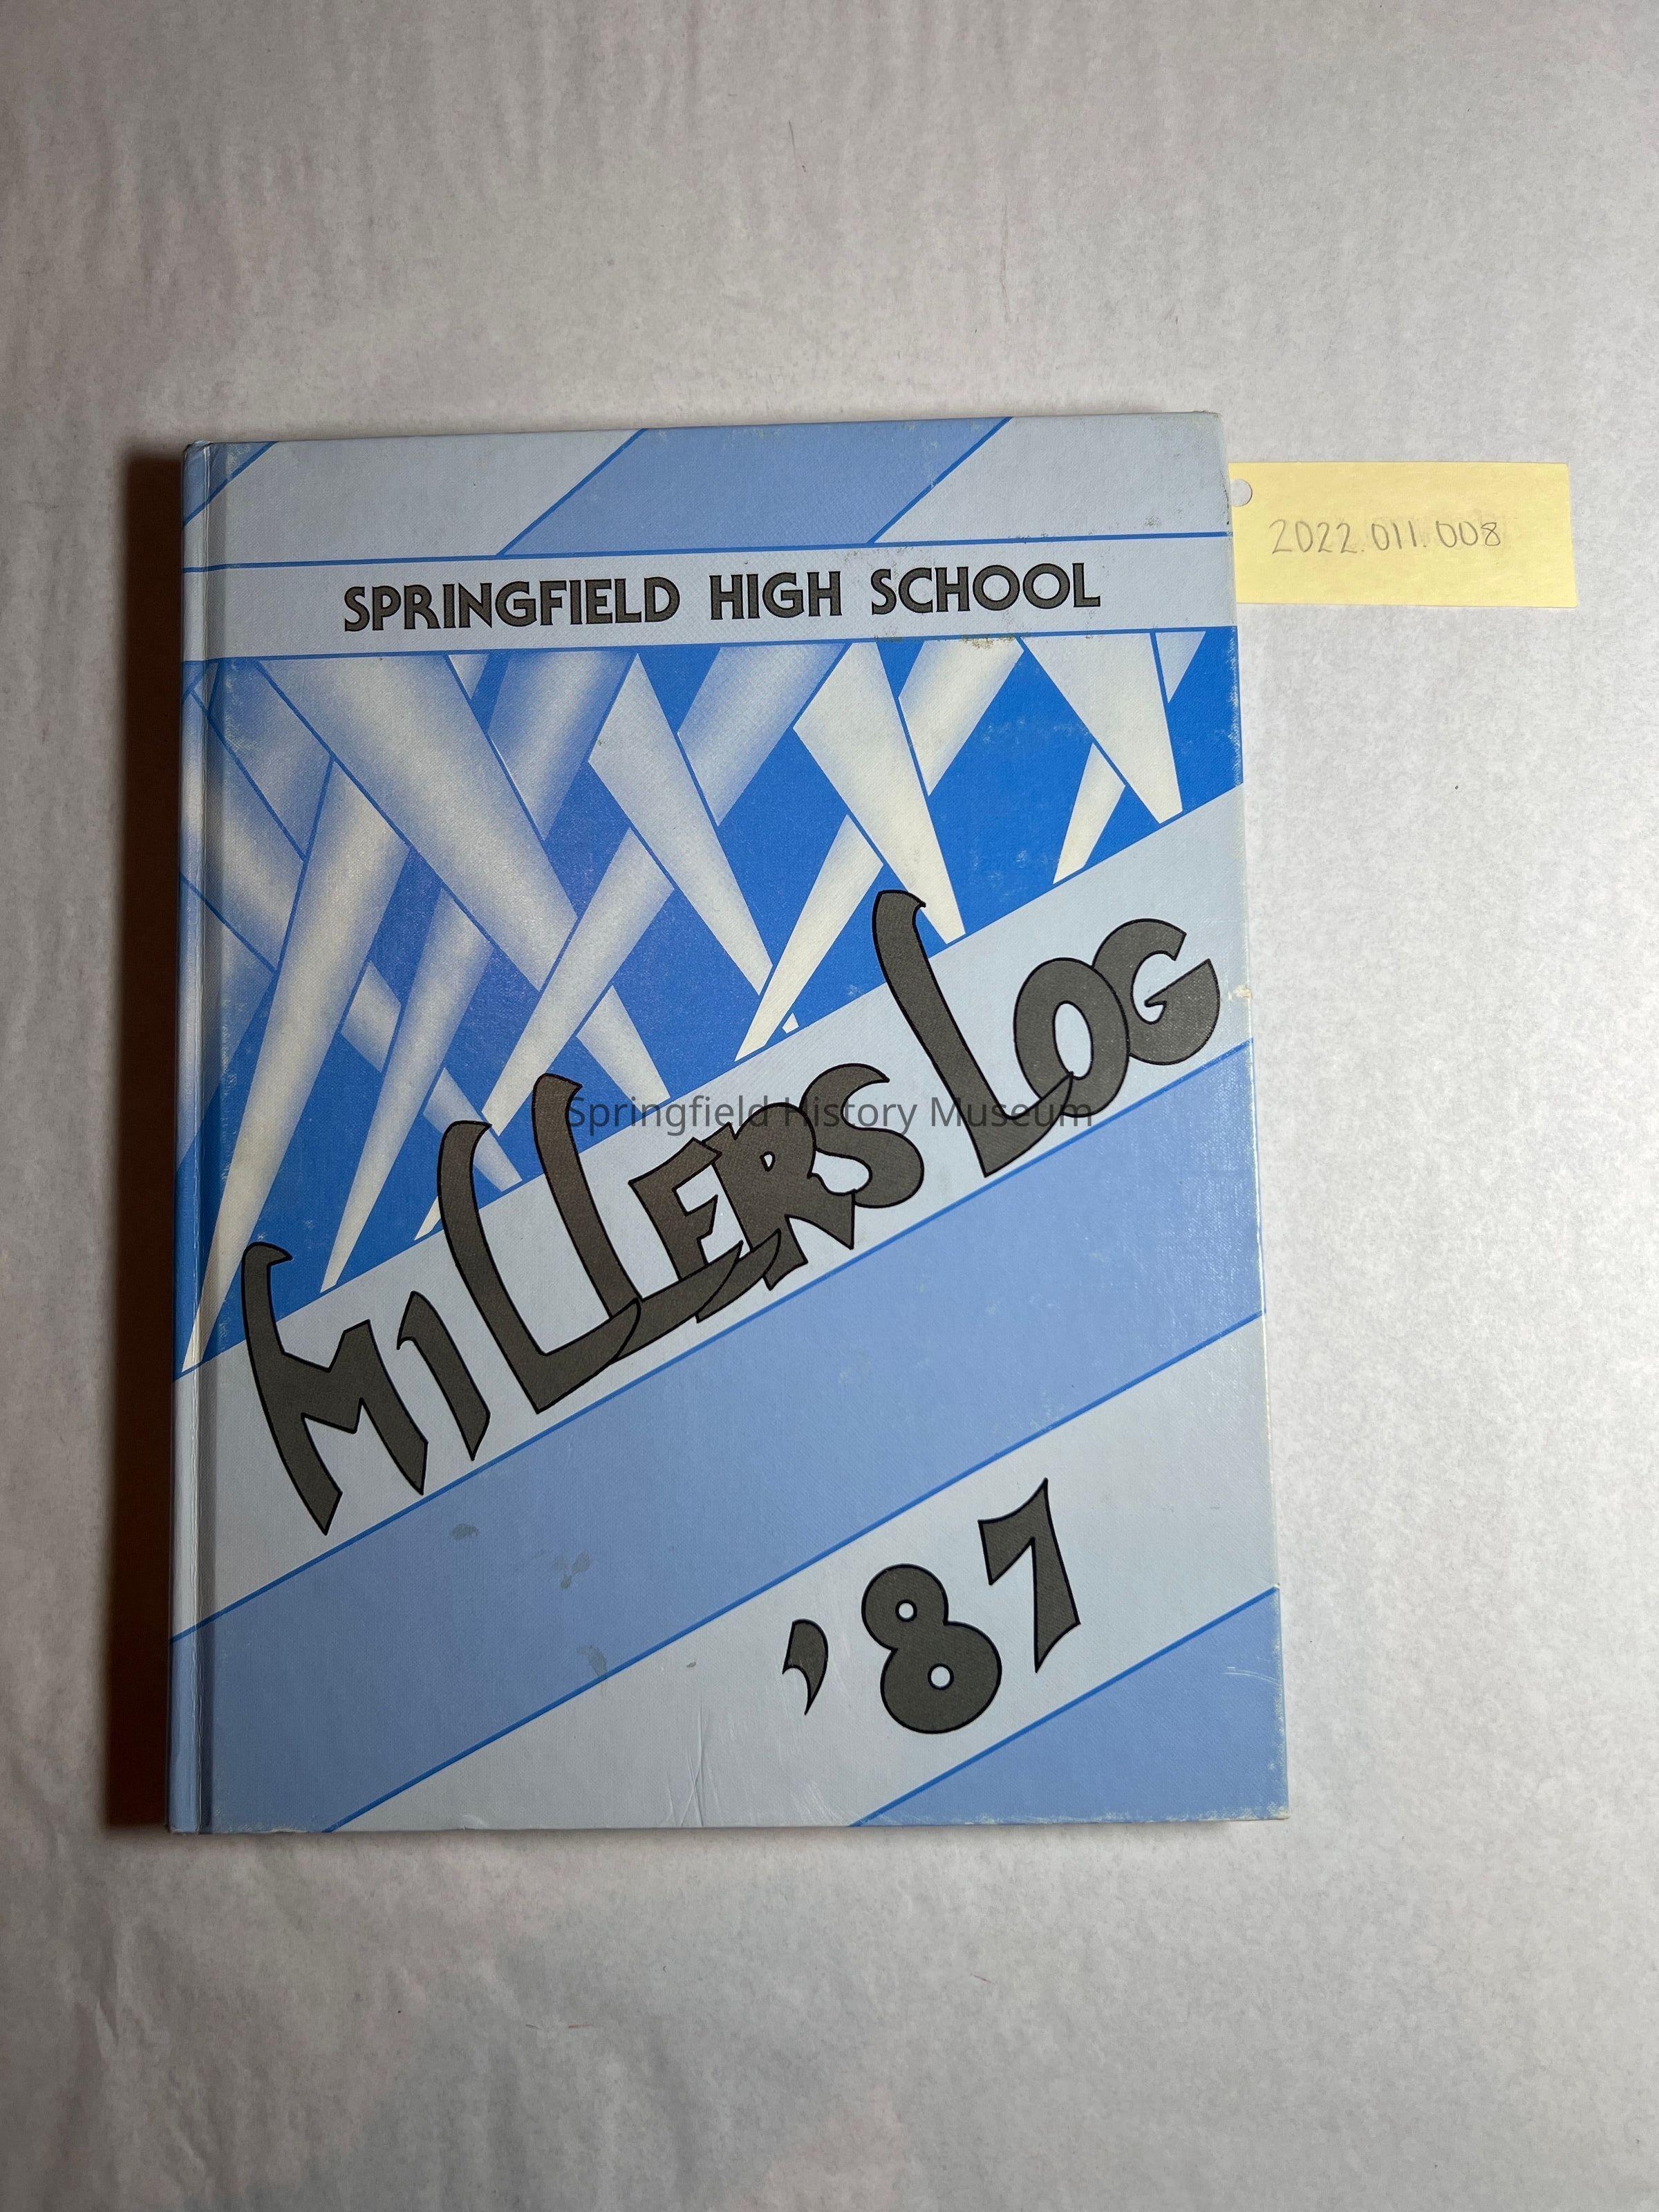 SPRINGFIELD HIGH SCHOOL
2022.011.008
MILLERS LOG
Springfield History Museum
'87